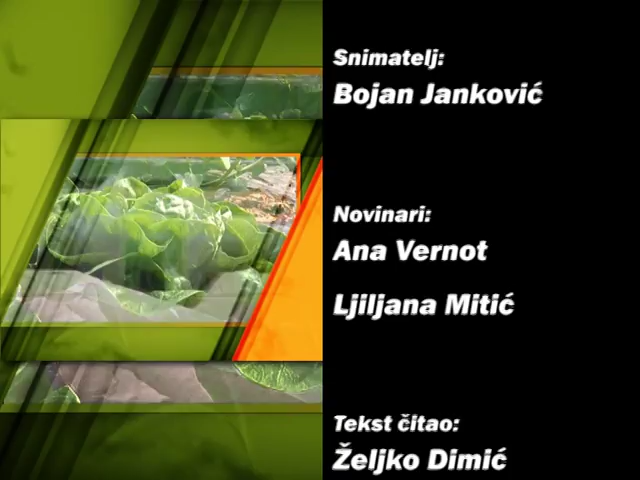 Snimatelj:
Bojan Janković
Novinari:
Ana Vernot
Ljiljana Mitić
Tekst čitao:
Željko Dimić